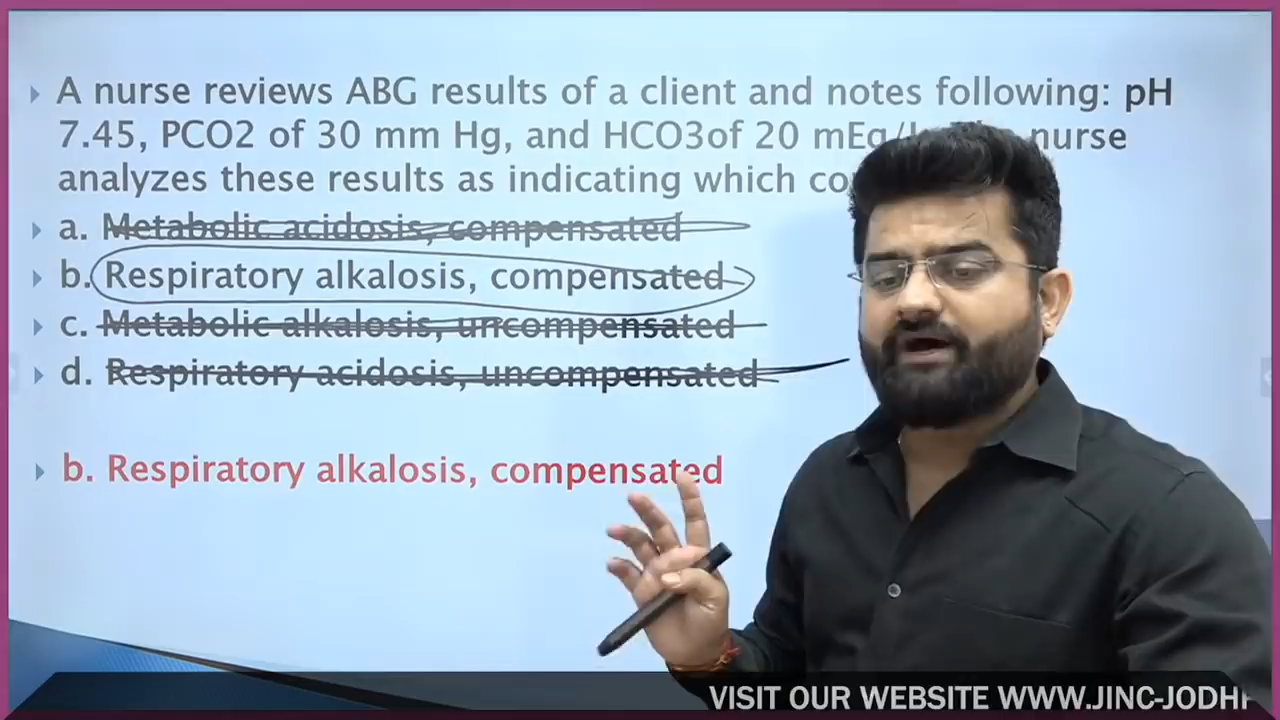 A nurse reviews ABG results of a client and notes following: pH
7.45, PCO2 of 30 mm Hg, and HCO3of 20 mEq/L. The nurse
analyzes these results as indicating which
a. Metabolic acidosis, compensated
b. Respiratory alkalosis, compensated
c. Metabolic alkalosis, uncompensated
d. Respiratory acidosis, uncompensated
b. Respiratory alkalosis, compensated
VISIT OUR WEBSITE WWW.JINC-JODH